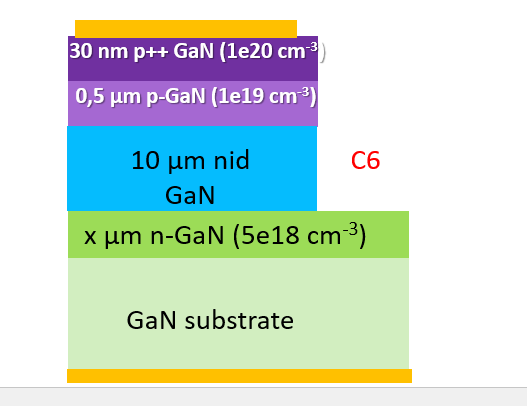 30 nm p++ GaN (1e20 cm⁻³)
0,5 µm p-GaN (1e19 cm⁻³)
10 µm nid
GaN
C6
x µm n-GaN (5e18 cm⁻³)
GaN substrate